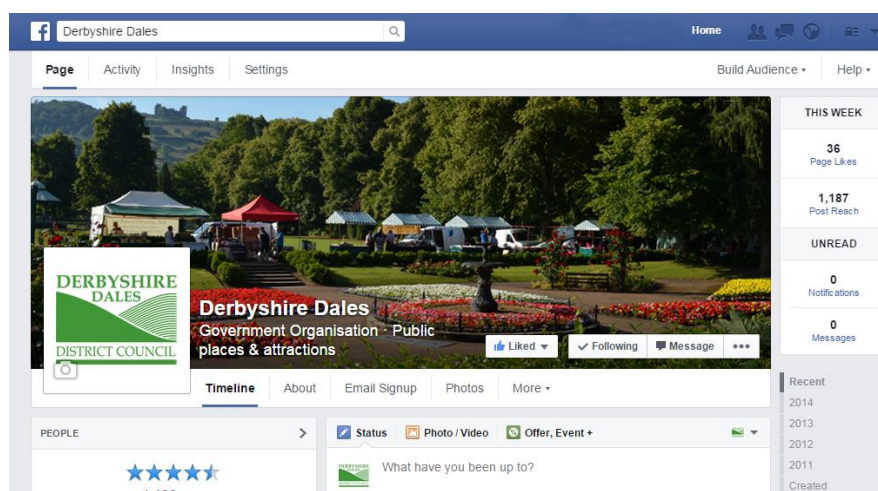 Derbyshire Dales
Home
Page Activity Insights Settings
Build Audience Help
THIS WEEK
36
Page Likes
1,187
Post Reach
UNREAD
0
Notifications
0
Messages
DERBYSHIRE
DALES
DISTRICT COUNCIL
Derbyshire Dales
Government Organisation · Public
places & attractions
Liked Following Message
Timeline About Email Signup Photos More
Recent
2014
2013
2012
2011
Created
PEOPLE
Status Photo / Video Offer, Event +
What have you been up to?